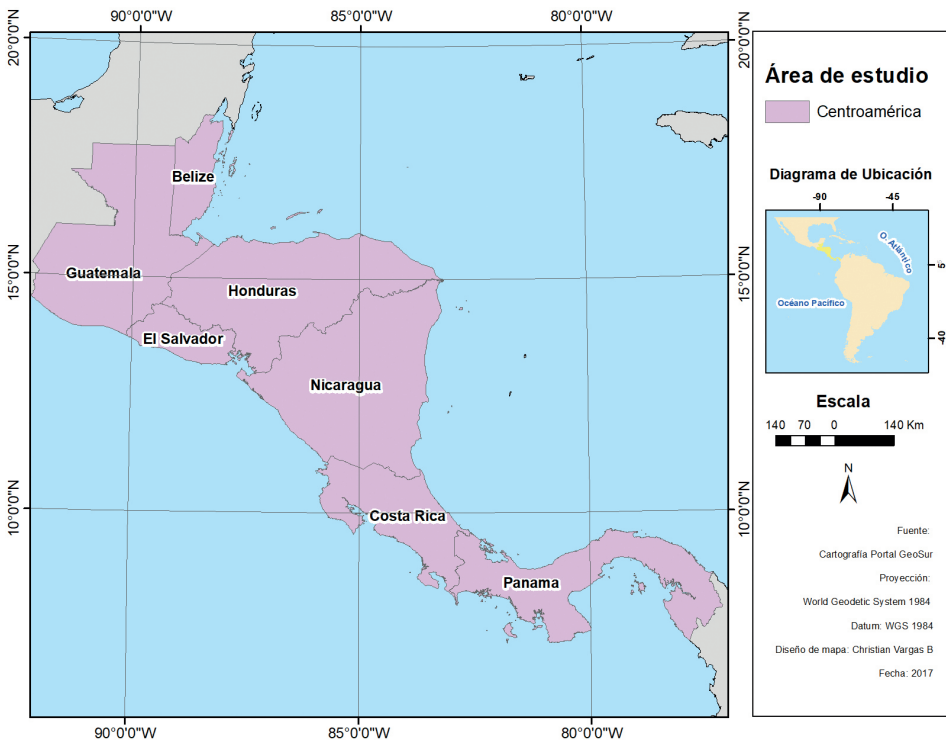 90°0'0"W
85°0'0"W
80°0'0"W
20°0'0"N
20°0'0"N
Belize
Guatemala
Honduras
El Salvador
Nicaragua
Costa Rica
Panama
15°0'0"N
15°0'0"N
10°0'0"N
10°0'0"N
90°0'0"W
85°0'0"W
80°0'0"W
Área de estudio
Centroamérica
Diagrama de Ubicación
-90
-45
O. Atlántico
Océano Pacífico
5
-40
Escala
140 70 0 140 Km
N
Fuente:
Cartografía Portal GeoSur
Proyección:
World Geodetic System 1984
Datum: WGS 1984
Diseño de mapa: Christian Vargas B
Fecha: 2017